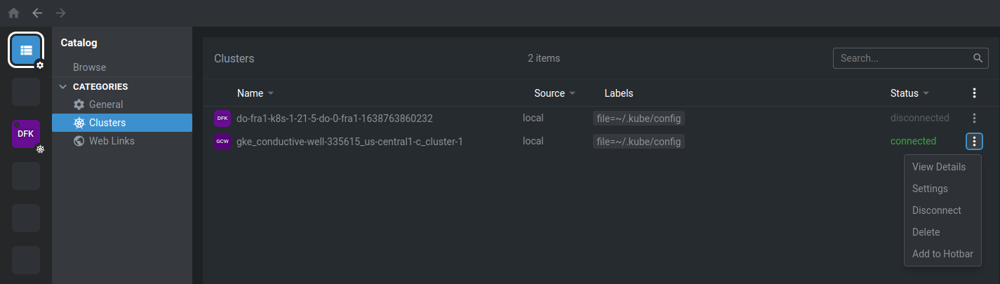 Catalog
Browse
CATEGORIES
General
Clusters
Web Links
DFK
Clusters 2 items Search...
Name Source Labels Status
DFK do-fra1-k8s-1-21-5-do-0-fra1-1638763860232 local file=~/.kube/config disconnected
GCW gke_conductive-well-335615_us-central1-c_cluster-1 local file=~/.kube/config connected
View Details
Settings
Disconnect
Delete
Add to Hotbar